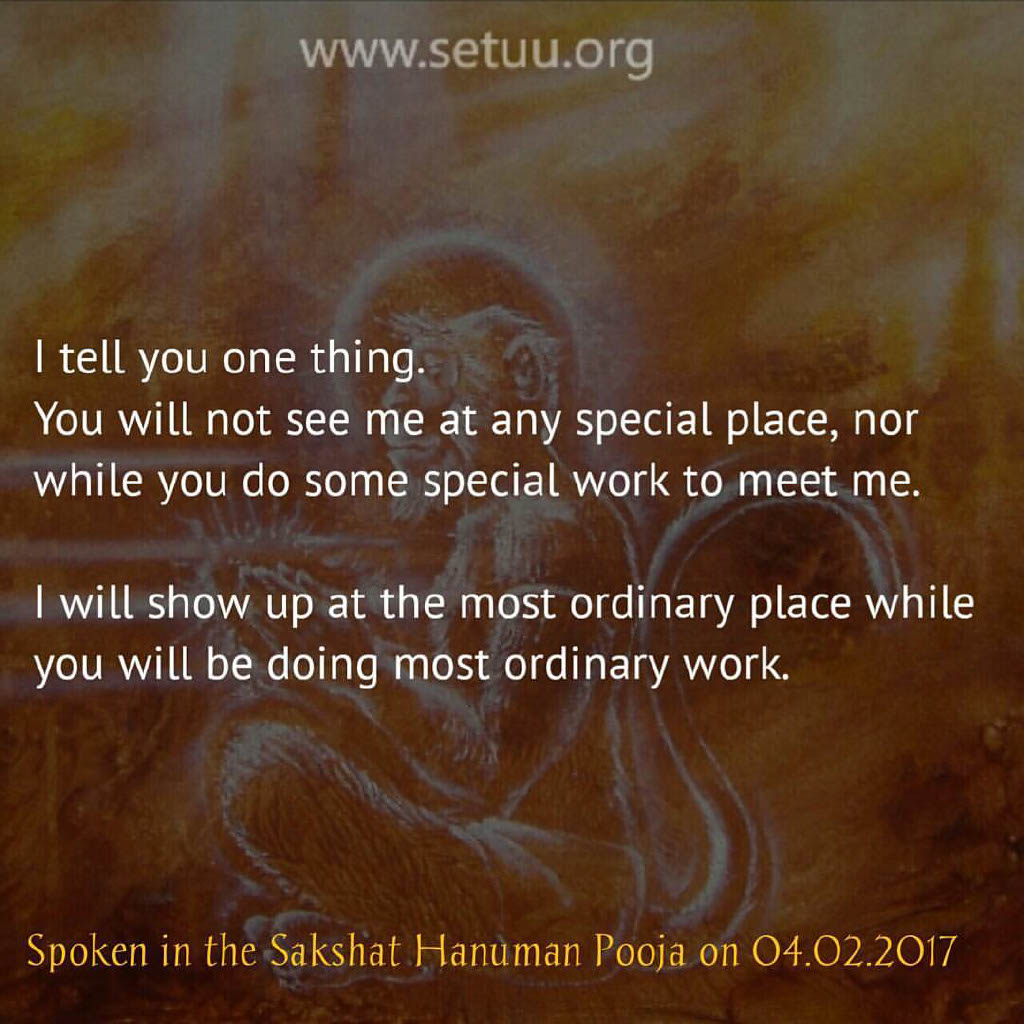 www.setuu.org
I tell you one thing.
You will not see me at any special place, nor
while you do some special work to meet me.
I will show up at the most ordinary place while
you will be doing most ordinary work.
Spoken in the Sakshat Hanuman Pooja on 04.02.2017